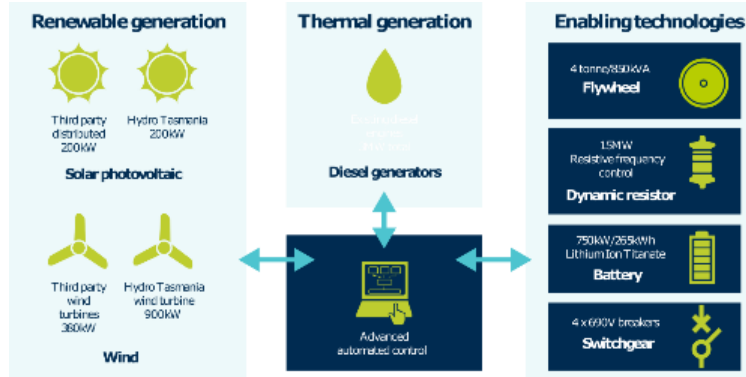 Renewable generation
Third party
distributed
200kW
Hydro Tasmania
200kW
Solar photovoltaic
Third party
wind
turbines
380kW
Hydro Tasmania
wind turbine
900kW
Wind
Thermal generation
Diesel generators
Advanced
automated control
Enabling technologies
4 tonne/850kVA
Flywheel
1.5MW
Resistive frequency
control
Dynamic resistor
750kW/265kWh
Lithium Ion Titanate
Battery
4 x 690V breakers
Switchgear